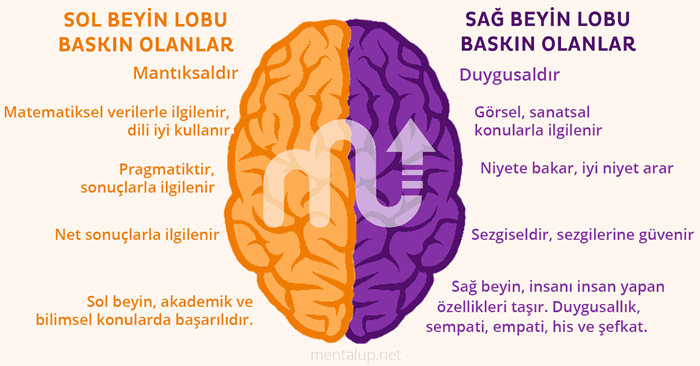 SOL BEYİN LOBU
BASKIN OLANLAR
Mantıksaldır
Matematiksel verilerle ilgilenir,
dili iyi kullanır.
Pragmatiktir,
sonuçlarla ilgilenir
Net sonuçlarla ilgilenir
Sol beyin, akademik ve
bilimsel konularda başarılıdır.
SAĞ BEYİN LOBU
BASKIN OLANLAR
Duygusaldır
Görsel, sanatsal
konularla ilgilenir
Niyete bakar, iyi niyet arar
Sezgiseldir, sezgilerine güvenir
Sağ beyin, insanı insan yapan
özellikleri taşır. Duygusallık,
sempati, empati, his ve şefkat.
mentalup.net